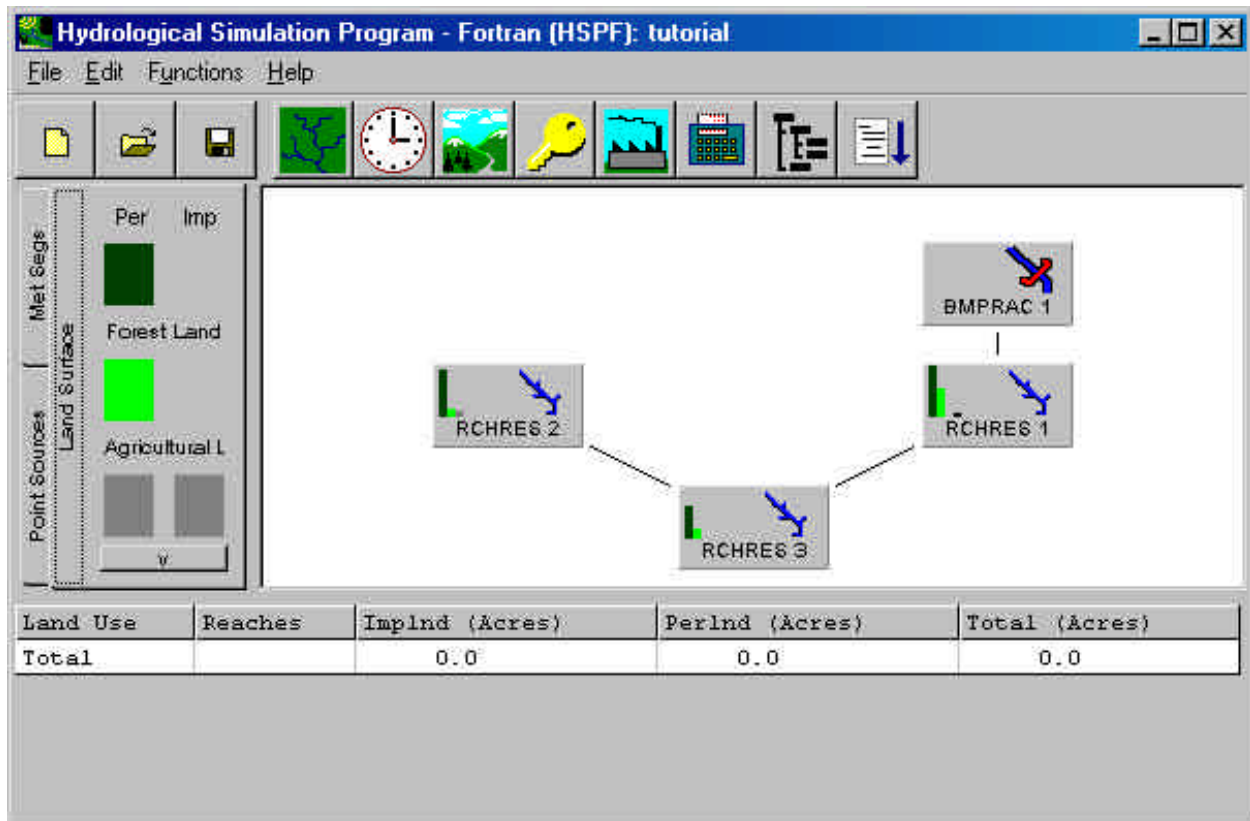 Hydrological Simulation Program - Fortran (HSPF): tutorial
File Edit Functions Help
Met Segs
Land Surface
Point Sources
Per Imp
Forest Land
Agricultural L
v
BMPRAC 1
RCHRES 2
RCHRES 1
RCHRES 3
Land Use Reaches Implnd (Acres) Perlnd (Acres) Total (Acres)
Total 0.0 0.0 0.0